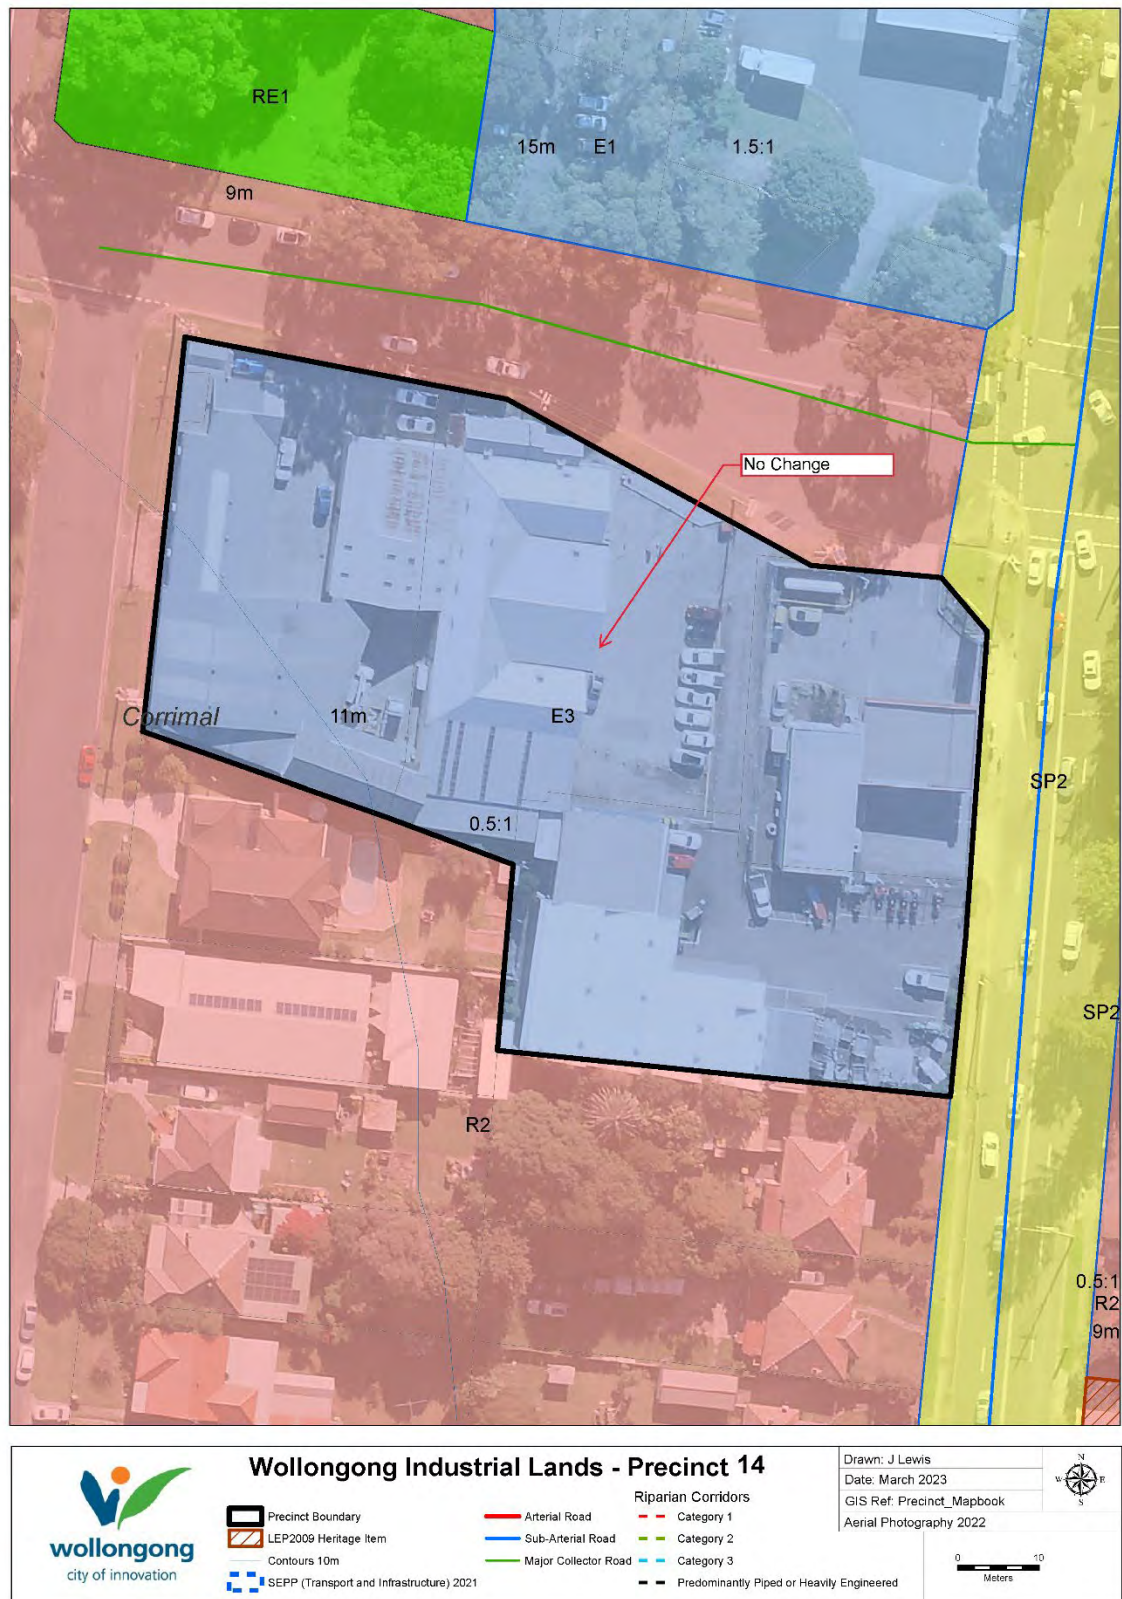 RE1
15m E1 1.5:1
9m
No Change
Corrimal 11m E3
SP2
0.5:1
SP2
R2
0.5:1
R2
9m
wollongong
city of innovation
Wollongong Industrial Lands - Precinct 14
Precinct Boundary
LEP2009 Heritage Item
Contours 10m
SEPP (Transport and Infrastructure) 2021
Arterial Road
Sub-Arterial Road
Major Collector Road
Riparian Corridors
Category 1
Category 2
Category 3
Predominantly Piped or Heavily Engineered
Drawn: J Lewis
Date: March 2023
GIS Ref: Precinct_Mapbook
Aerial Photography 2022
N
W E
S
0 10
Meters